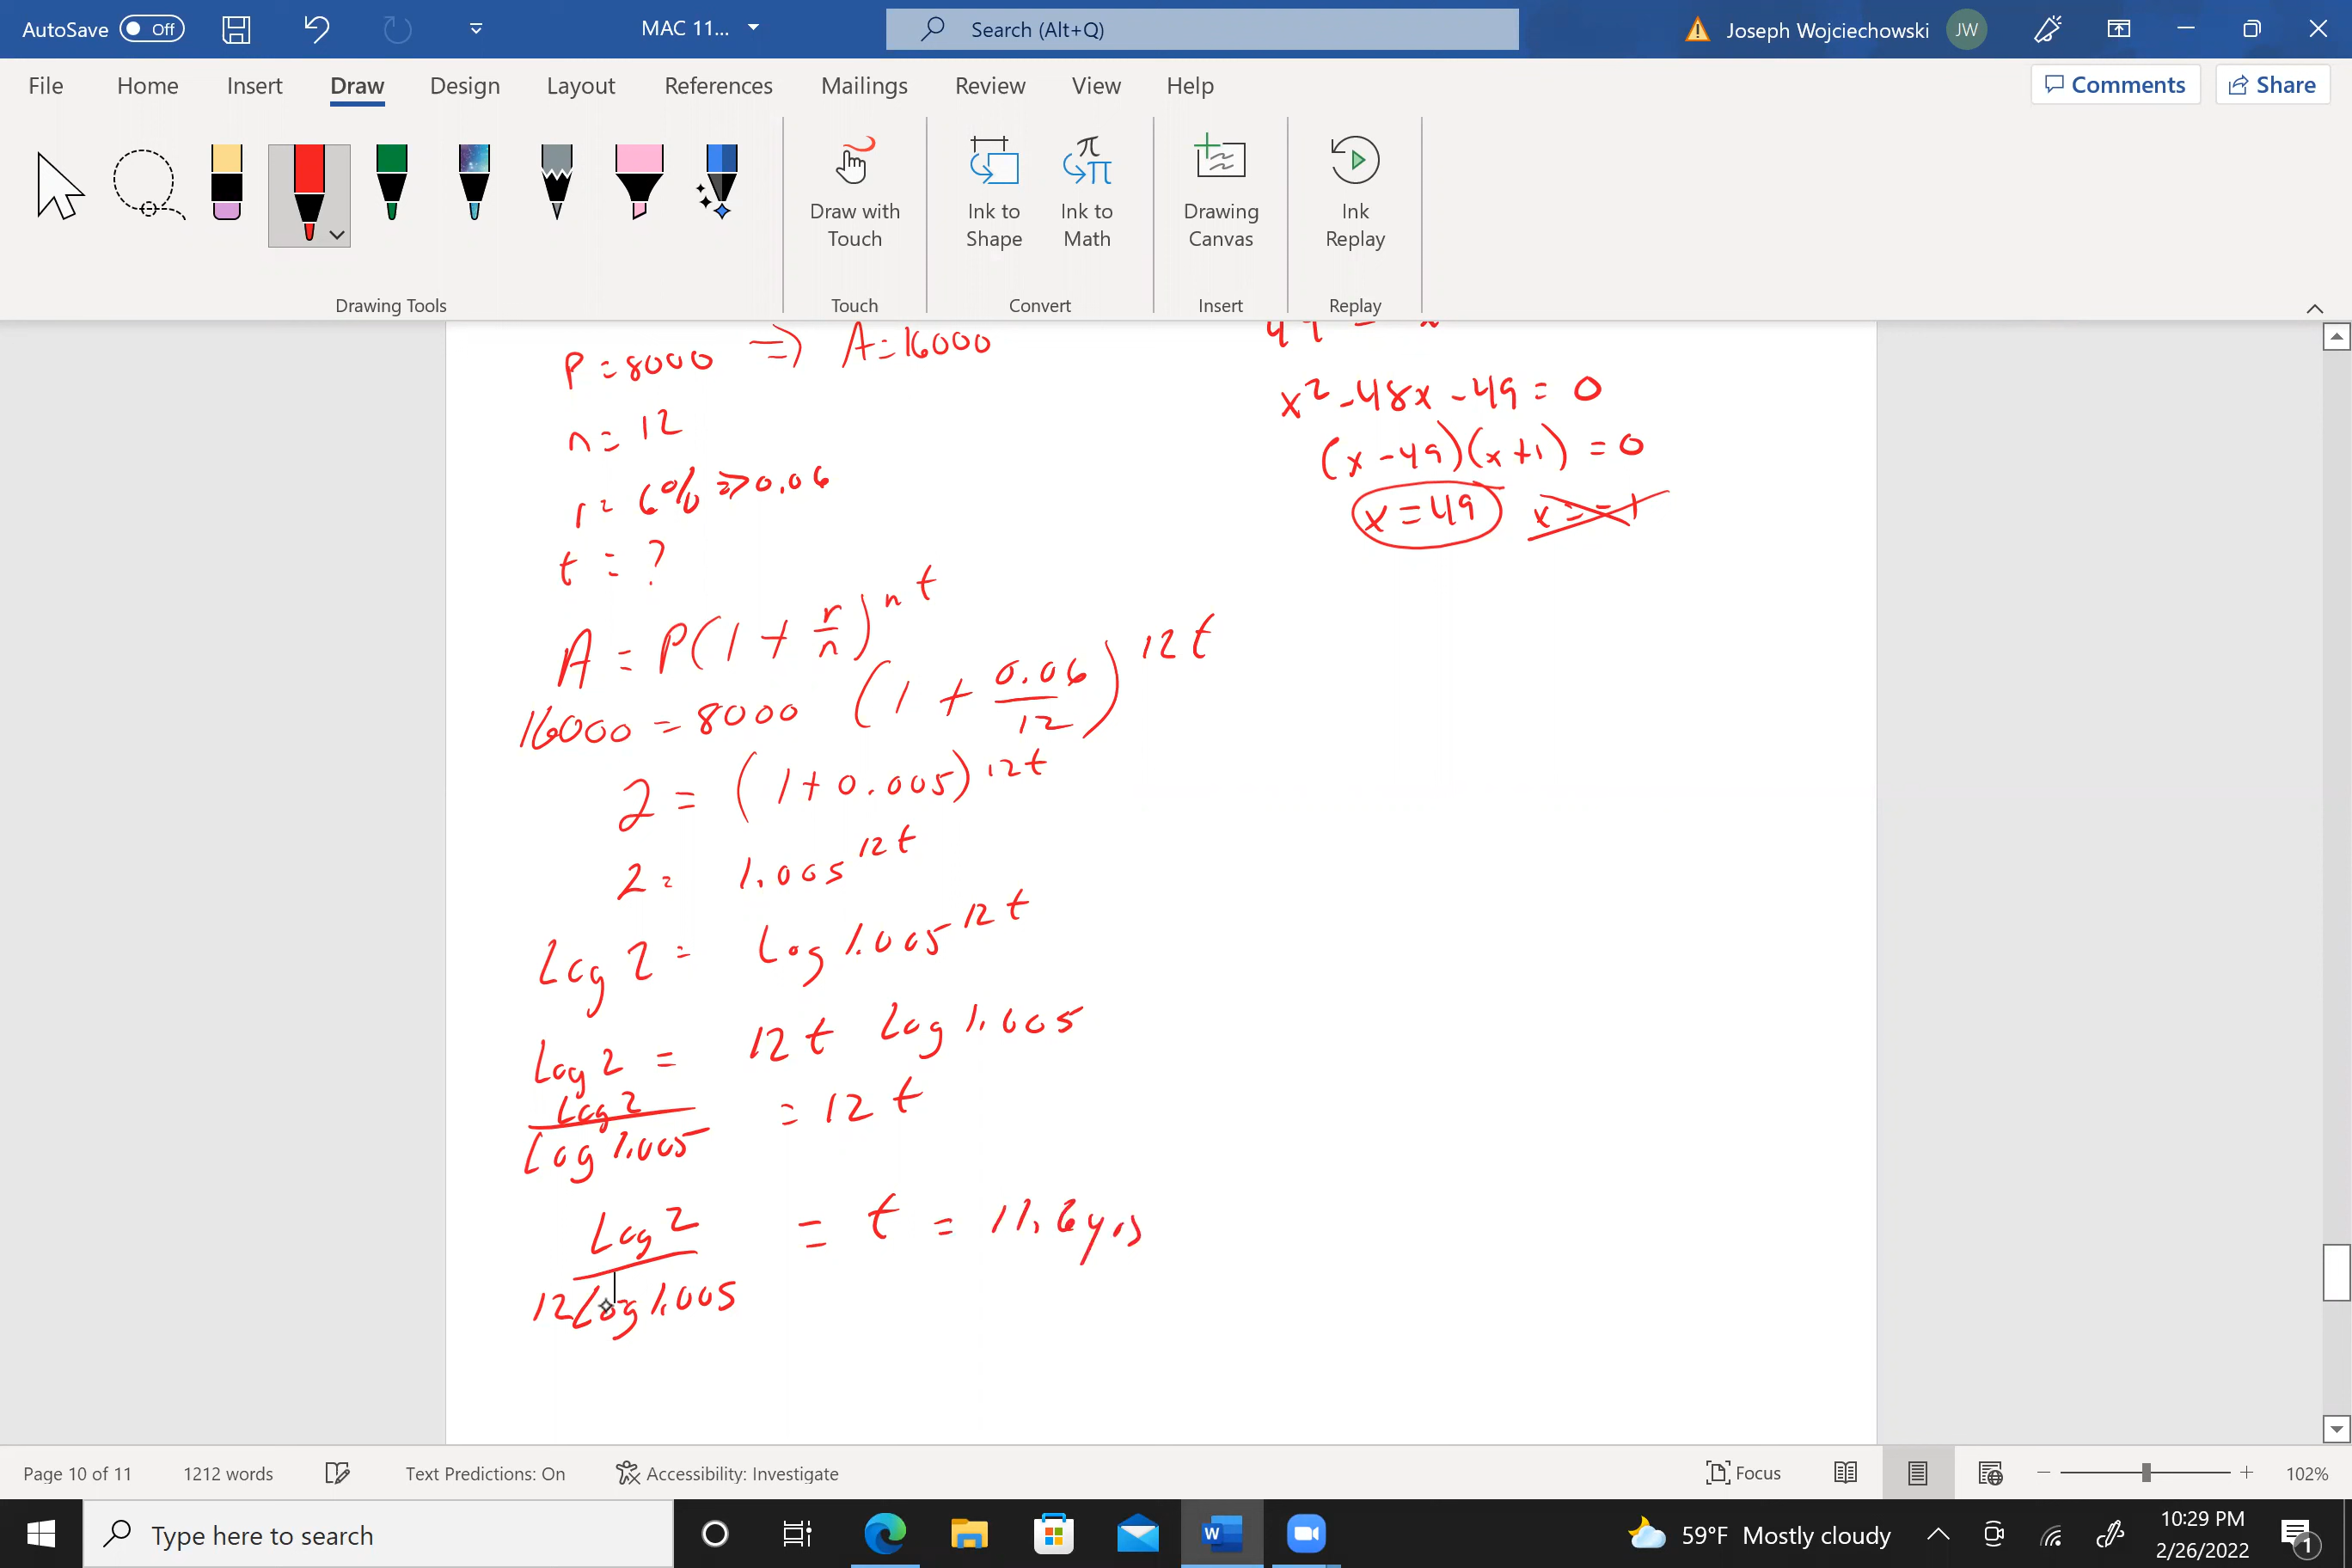 AutoSave Off MAC 11... Search (Alt+Q) Joseph Wojciechowski JW
File Home Insert Draw Design Layout References Mailings Review View Help Comments Share
Draw with Touch
Ink to Shape
Ink to Math
Drawing Canvas
Ink Replay
Drawing Tools Touch Convert Insert Replay
P = 8000 => A = 16000
n = 12
r = 6% => 0.06
t = ?
A = P(1 + r/n)^nt
16000 = 8000 (1 + 0.06/12)^12t
2 = (1 + 0.005)^12t
2 = 1.005^12t
Log 2 = Log 1.005^12t
Log 2 = 12t Log 1.005
Log 2 / Log 1.005 = 12t
Log 2 / 12 Log 1.005 = t = 11.6 yrs
x² - 48x - 49 = 0
(x - 49)(x + 1) = 0
x = 49 x = -1
Page 10 of 11 1212 words Text Predictions: On Accessibility: Investigate Focus 102%
Type here to search W 59°F Mostly cloudy 10:29 PM
2/26/2022 1